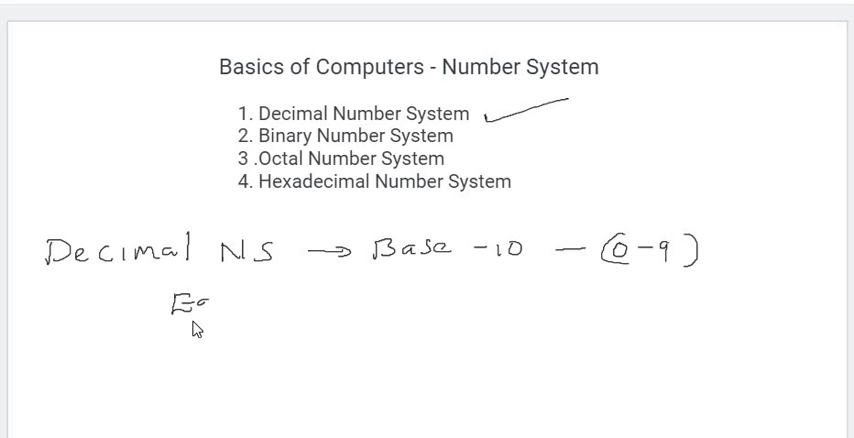 Basics of Computers - Number System
1. Decimal Number System
2. Binary Number System
3 .Octal Number System
4. Hexadecimal Number System
Decimal NS → Base -10 — (0-9)